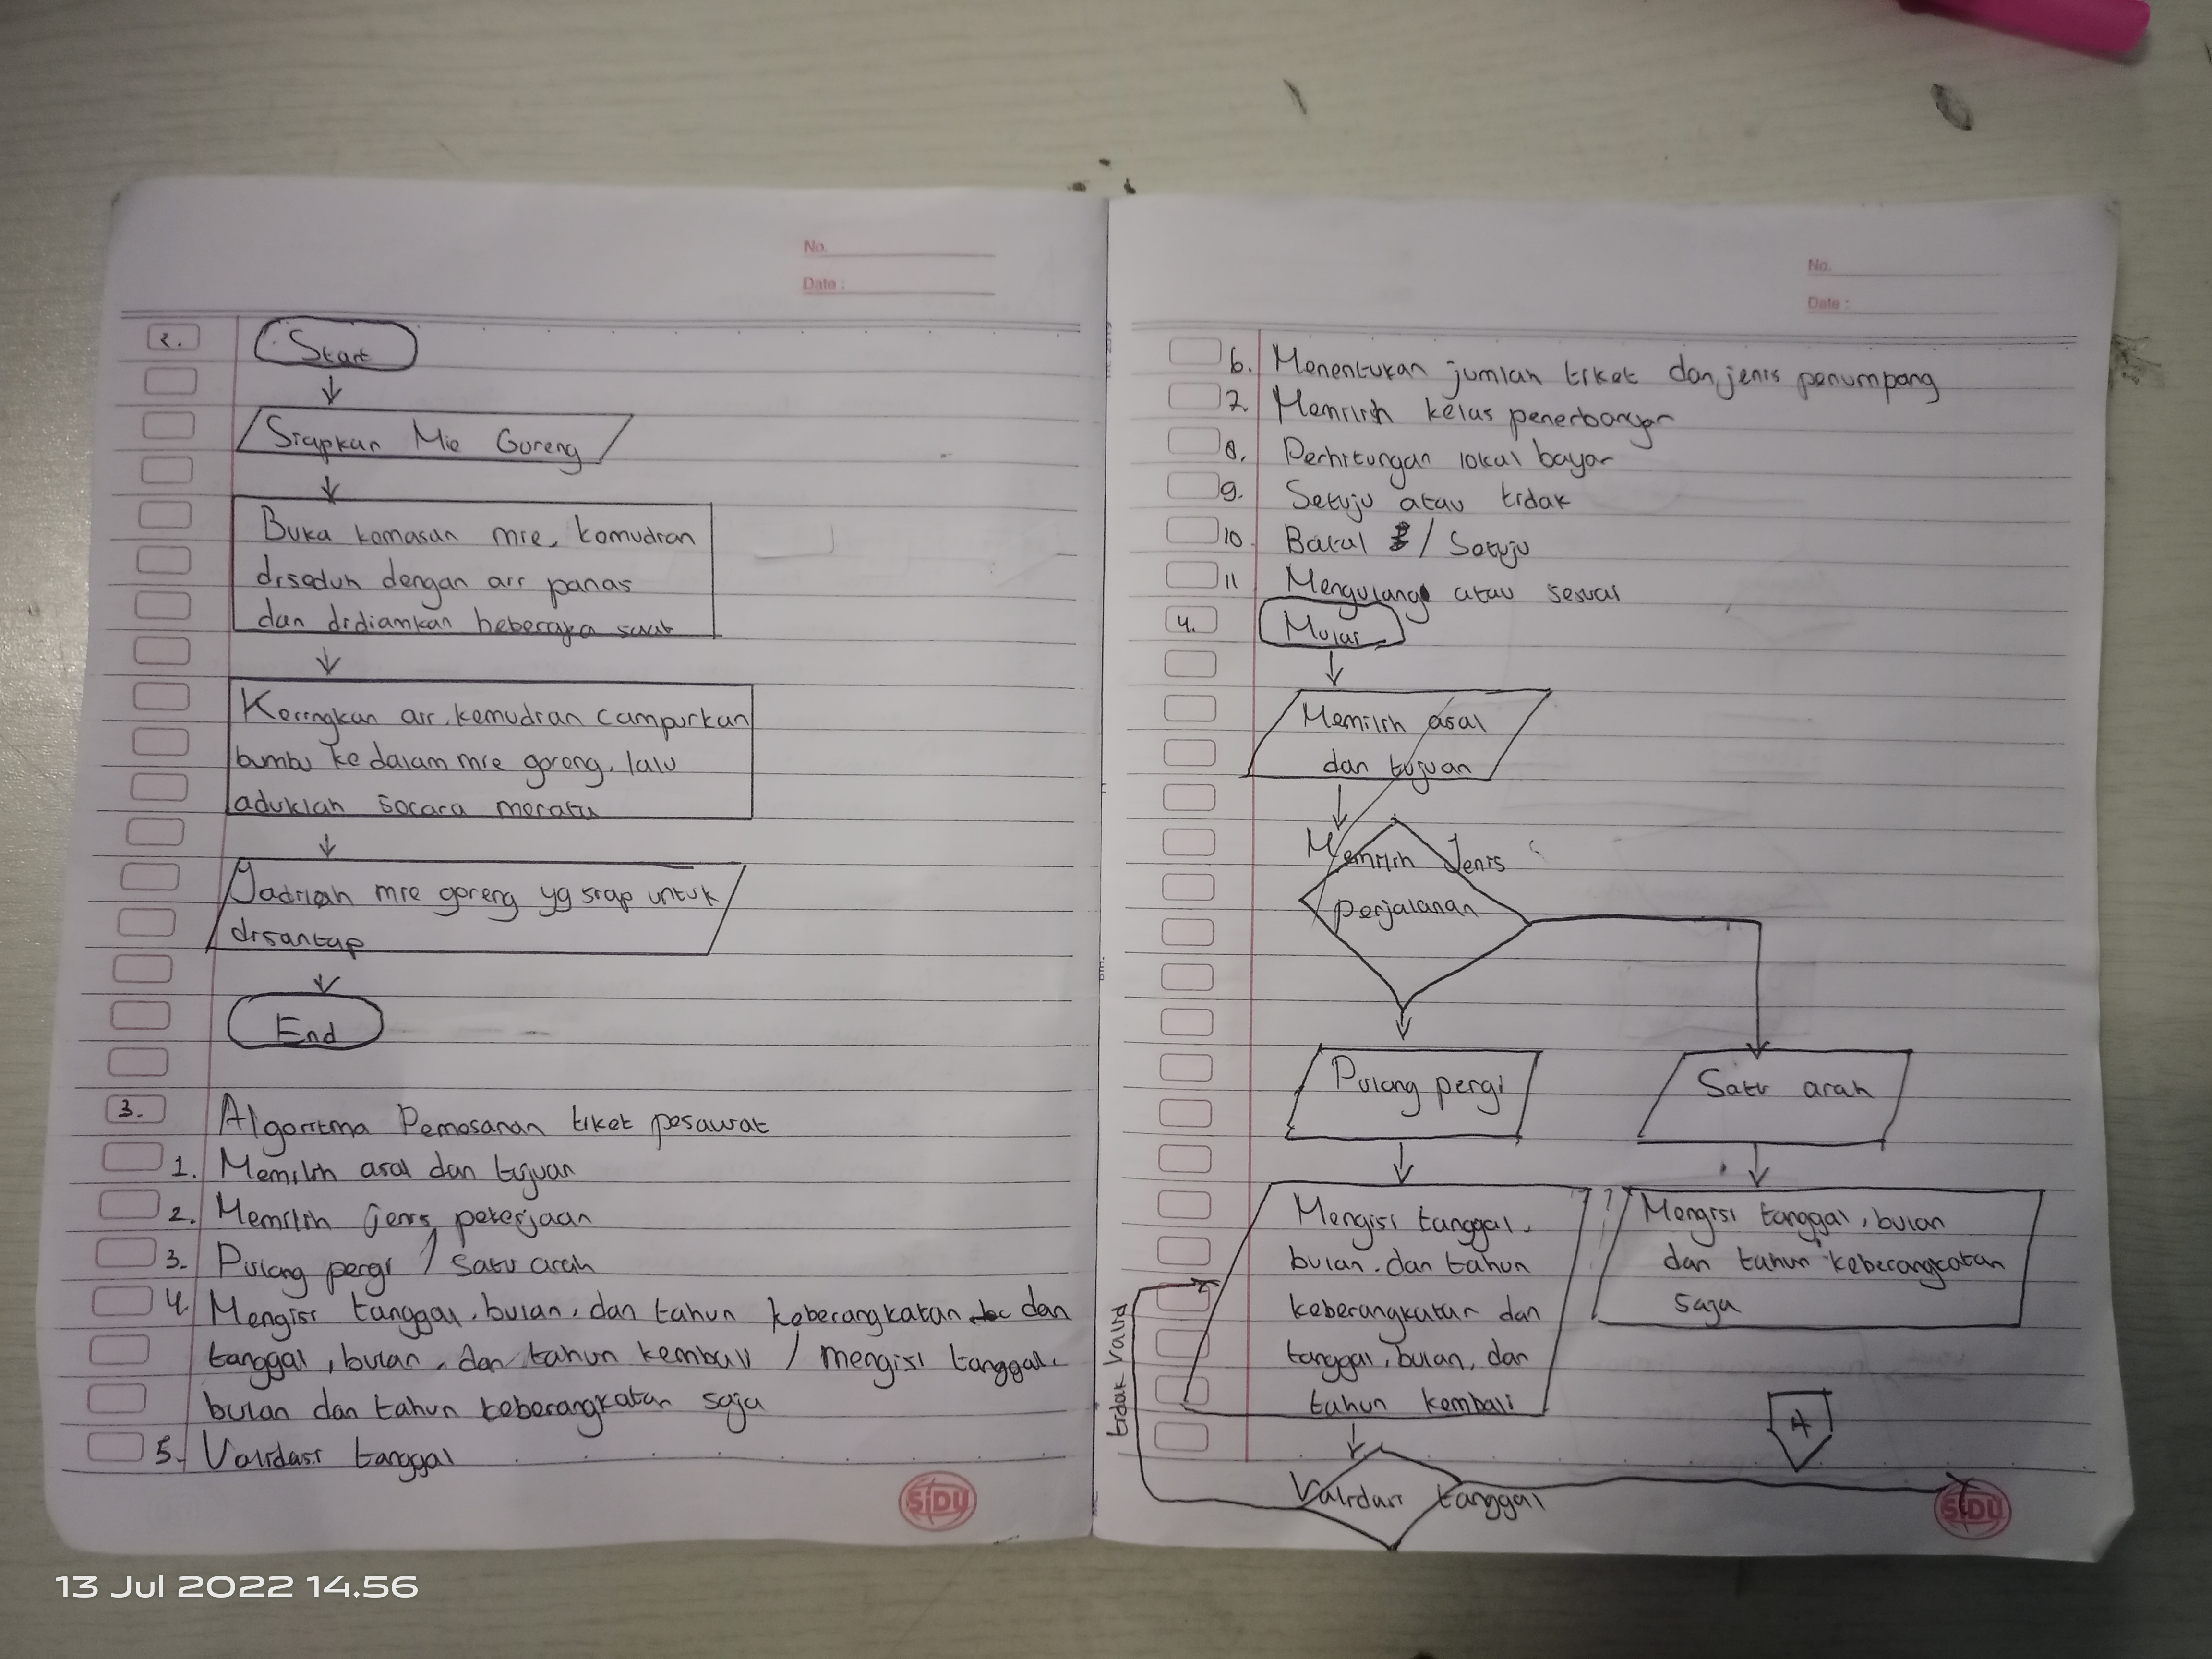 No.
Date :
2. Start
Siapkan Mie Goreng
Buka kemasan mie, kemudian
diseduh dengan air panas
dan didiamkan beberapa saat
Keringkan air, kemudian campurkan
bumbu ke dalam mie goreng, lalu
aduklah secara merata
Jadilah mie goreng yg siap untuk
disantap
End
3. Algoritma Pemesanan tiket pesawat
1. Memilih asal dan tujuan
2. Memilih jenis pekerjaan
3. Pulang pergi / satu arah
4. Mengisi tanggal, bulan, dan tahun keberangkatan dan
tanggal, bulan, dan tahun kembali / mengisi tanggal,
bulan dan tahun keberangkatan saja
5. Validasi tanggal
SiDU
13 Jul 2022 14.56
No.
Date :
6. Menentukan jumlah tiket dan jenis penumpang
7. Memilih kelas penerbangan
8. Perhitungan lokal bayar
9. Setuju atau tidak
10. Batal / Setuju
11 Mengulang atau sesuai
4. Mulai
Memilih asal
dan tujuan
Memilih Jenis
perjalanan
Pulang pergi
Satu arah
Mengisi tanggal,
bulan, dan tahun
keberangkatan dan
tanggal, bulan, dan
tahun kembali
Mengisi tanggal, bulan
dan tahun keberangkatan
saja
tidak valid
A
Validasi tanggal
SiDU